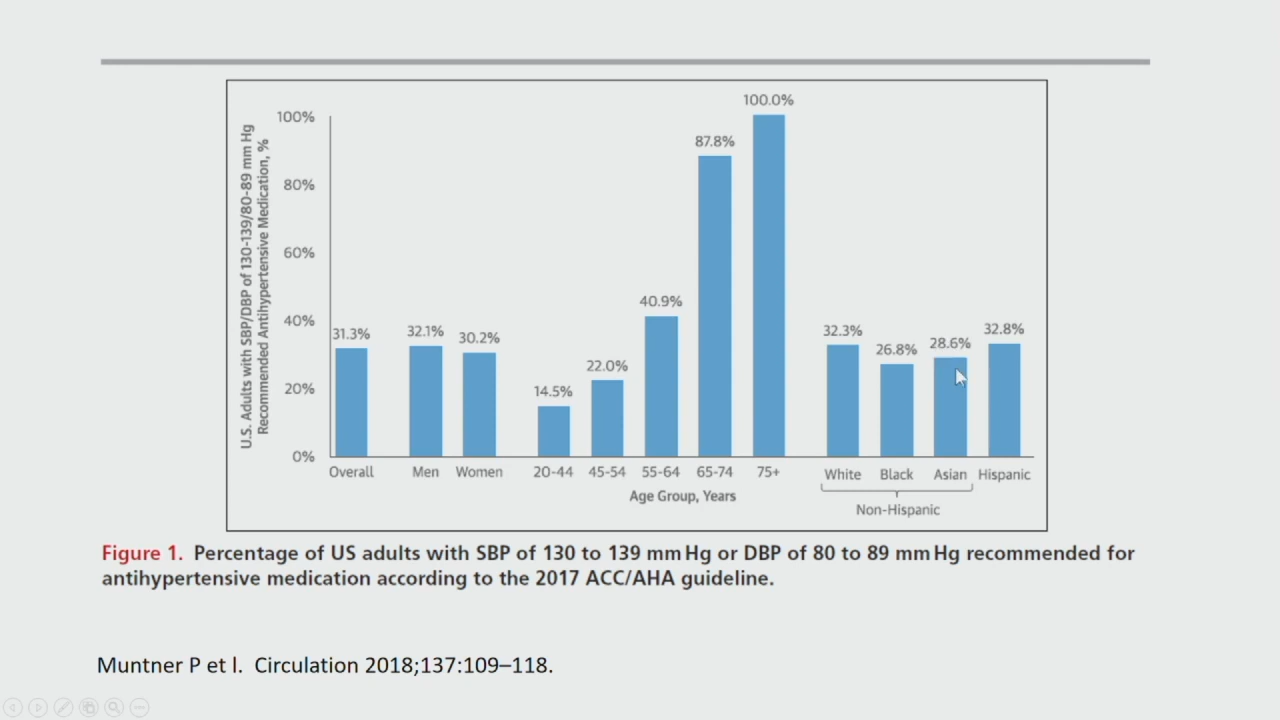 U.S. Adults with SBP/DBP of 130-139/80-89 mm Hg
Recommended Antihypertensive Medication, %
100%
80%
60%
40%
20%
0%
31.3%
32.1%
30.2%
14.5%
22.0%
40.9%
87.8%
100.0%
32.3%
26.8%
28.6%
32.8%
Overall
Men
Women
20-44
45-54
55-64
65-74
75+
White
Black
Asian
Hispanic
Age Group, Years
Non-Hispanic
Figure 1. Percentage of US adults with SBP of 130 to 139 mm Hg or DBP of 80 to 89 mm Hg recommended for
antihypertensive medication according to the 2017 ACC/AHA guideline.
Muntner P et l. Circulation 2018;137:109–118.